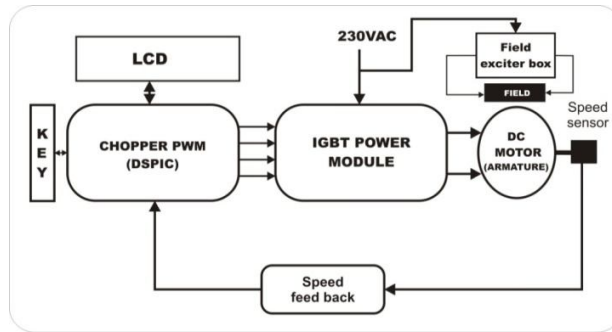 LCD
230VAC
Field
exciter box
FIELD
Speed
sensor
K
E
Y
CHOPPER PWM
(DSPIC)
IGBT POWER
MODULE
DC
MOTOR
(ARMATURE)
Speed
feed back